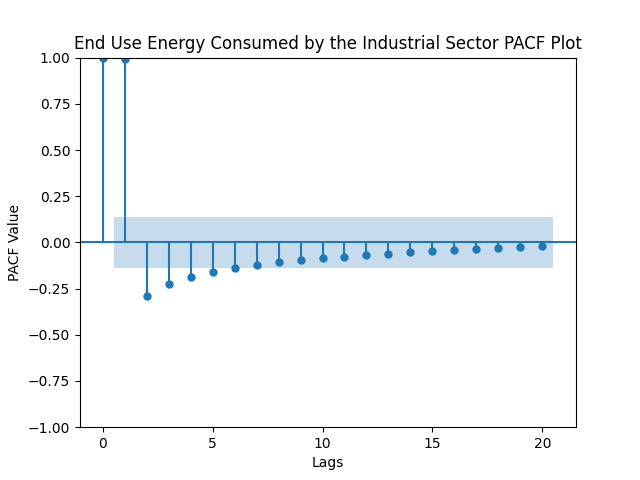 End Use Energy Consumed by the Industrial Sector PACF Plot
1.00
0.75
0.50
0.25
0.00
−0.25
−0.50
−0.75
−1.00
PACF Value
0 5 10 15 20
Lags